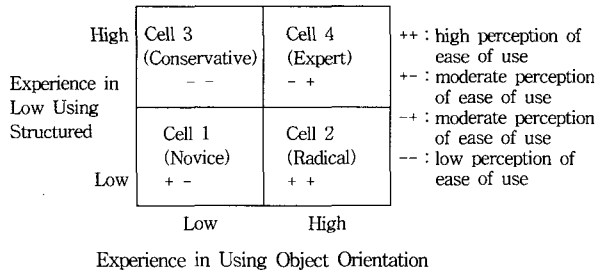 High
Cell 3
(Conservative)
- -
Cell 4
(Expert)
- +
Experience in
Low Using
Structured
Cell 1
(Novice)
+ -
Cell 2
(Radical)
+ +
Low
Low
High
Experience in Using Object Orientation
++ : high perception of
ease of use
+- : moderate perception
of ease of use
-+ : moderate perception
of ease of use
-- : low perception of
ease of use